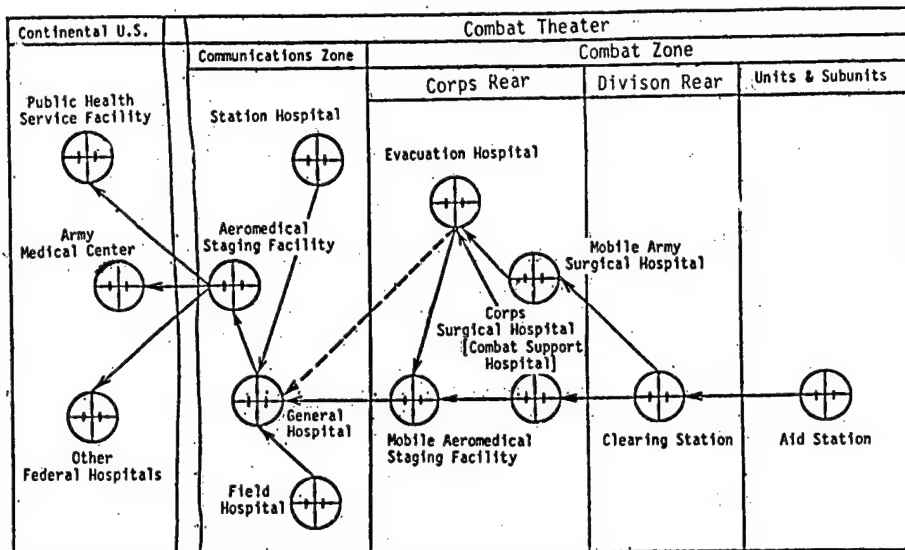 Continental U.S.
Combat Theater
Communications Zone
Combat Zone
Corps Rear
Divison Rear
Units & Subunits
Public Health
Service Facility
Station Hospital
Evacuation Hospital
Army
Medical Center
Aeromedical
Staging Facility
Mobile Army
Surgical Hospital
Corps
Surgical Hospital
[Combat Support
Hospital]
General
Hospital
Mobile Aeromedical
Staging Facility
Clearing Station
Aid Station
Other
Federal Hospitals
Field
Hospital